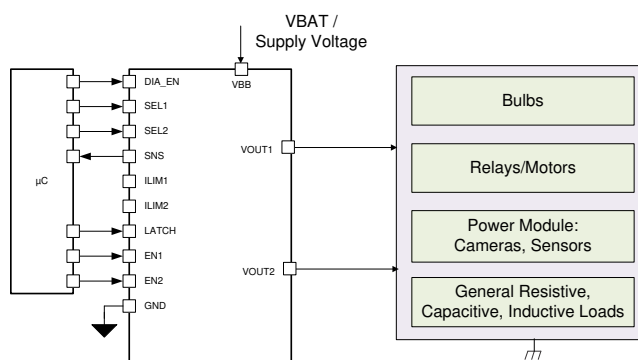 VBAT /
Supply Voltage
DIA_EN
SEL1
SEL2
SNS
ILIM1
ILIM2
LATCH
EN1
EN2
GND
µC
VBB
VOUT1
VOUT2
Bulbs
Relays/Motors
Power Module:
Cameras, Sensors
General Resistive,
Capacitive, Inductive Loads